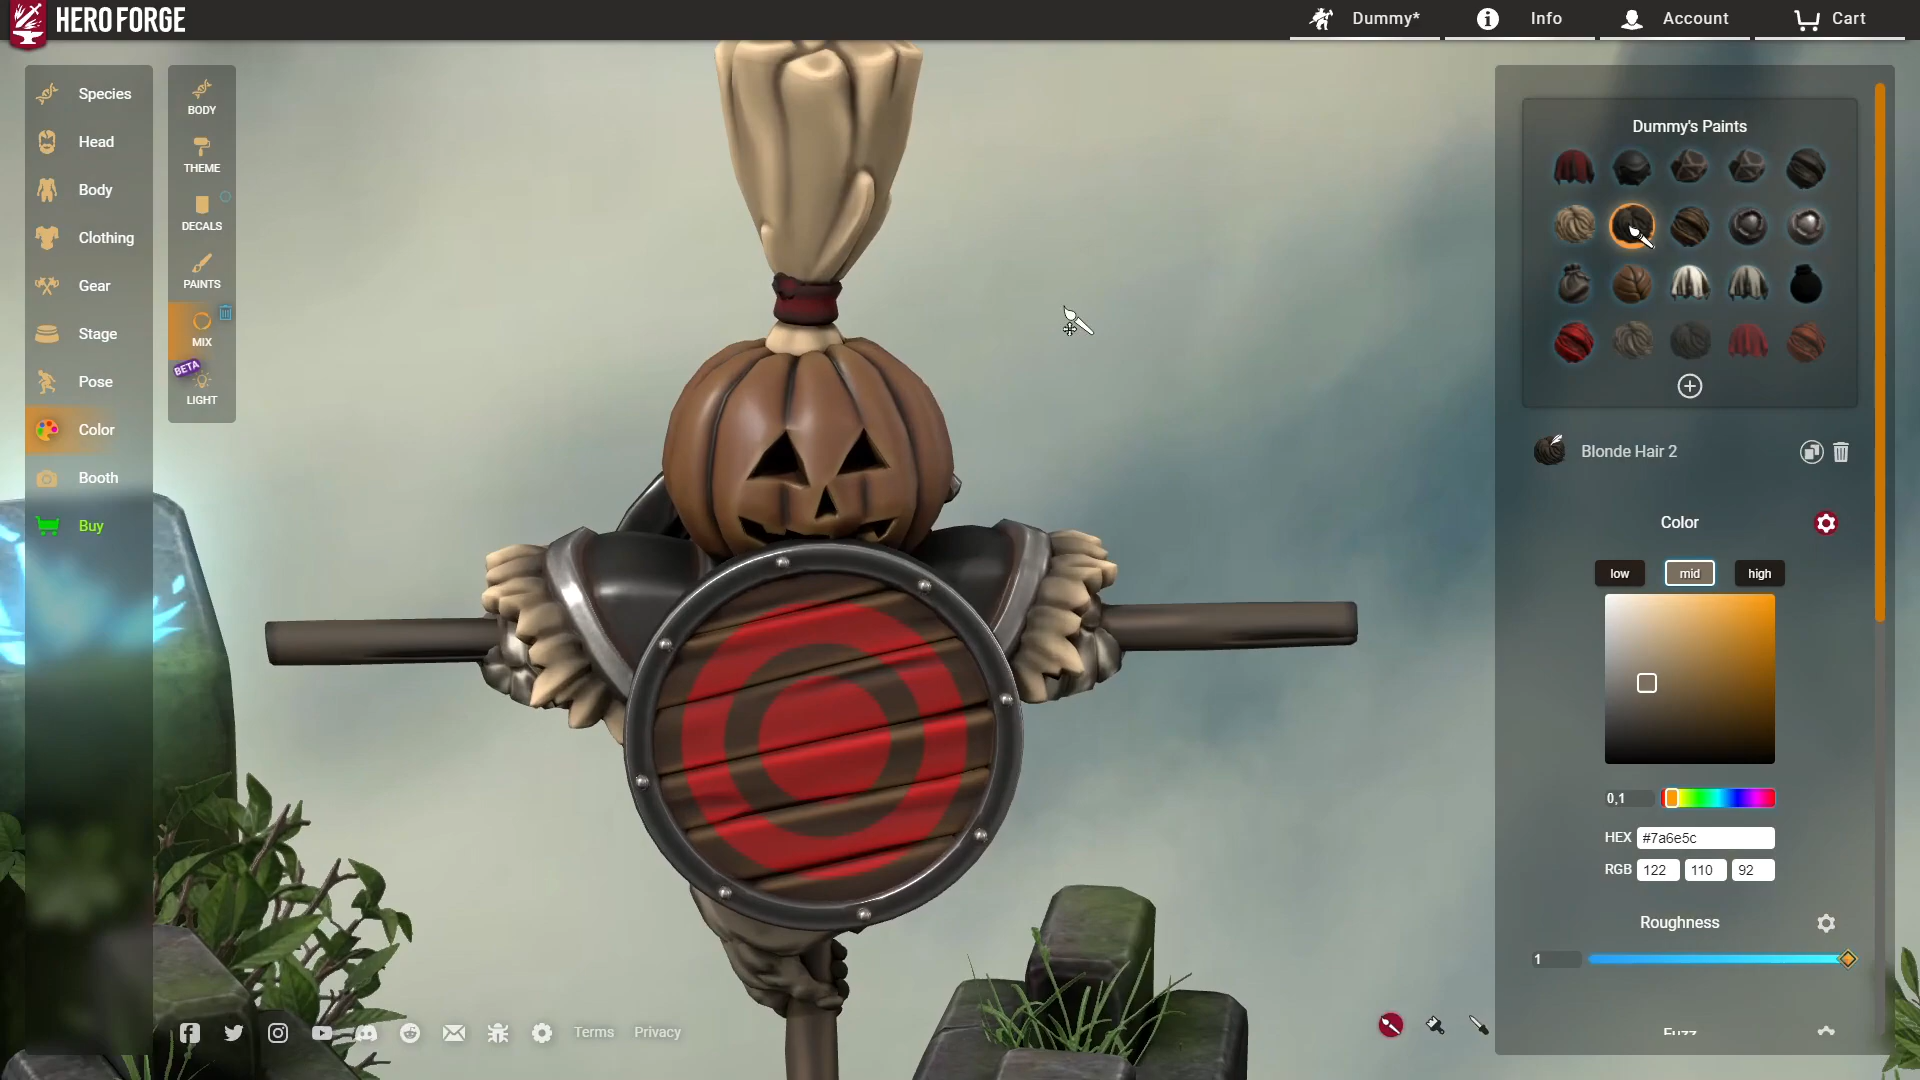 HERO FORGE
Dummy*
Info
Account
Cart
Species
Head
Body
Clothing
Gear
Stage
Pose
Color
Booth
Buy
BODY
THEME
DECALS
PAINTS
MIX
BETA
LIGHT
Dummy's Paints
Blonde Hair 2
Color
low
mid
high
0,1
HEX
#7a6e5c
RGB
122
110
92
Roughness
1
Fuzz
Terms
Privacy